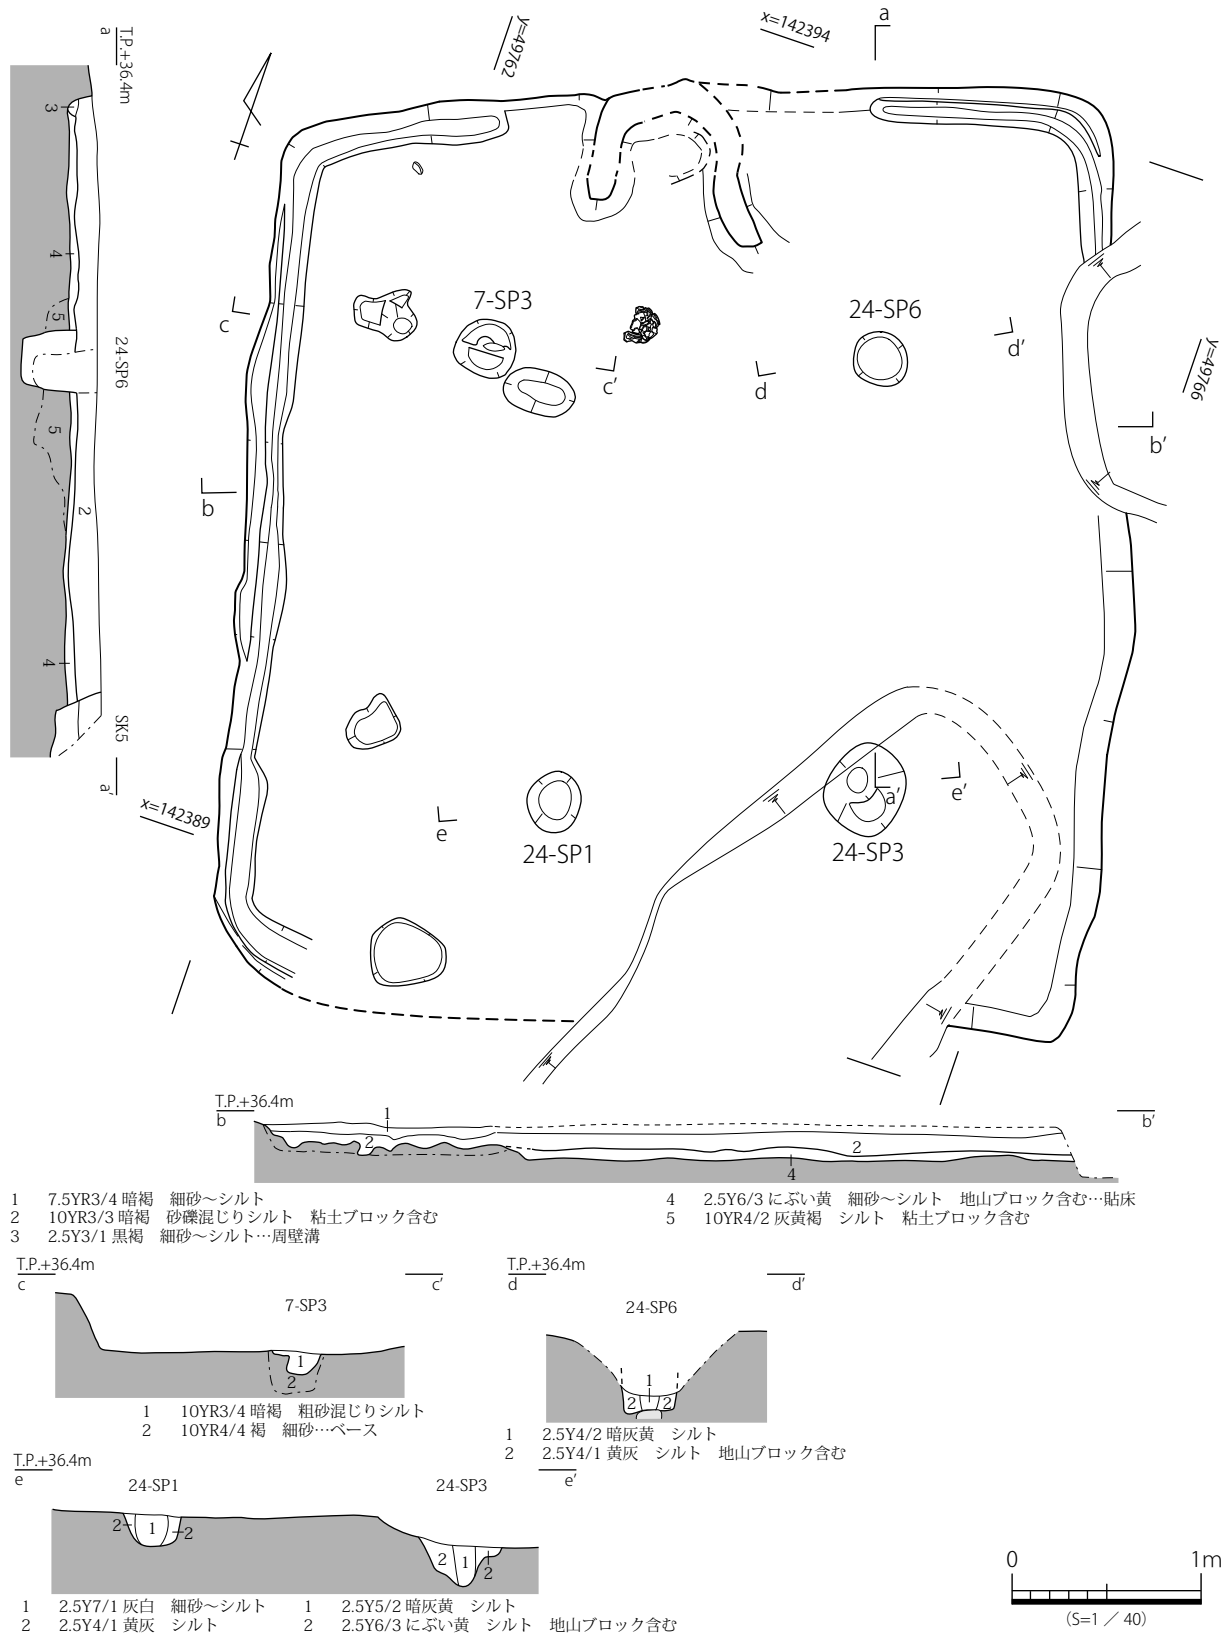 a
T.P.+36.4m
3
4
5
24-SP6
5
2
4
SK5
a′
y=49762
x=142394
a
c
7-SP3
c′
24-SP6
d
d′
y=49766
b
b′
x=142389
e
24-SP1
a′
e′
24-SP3
T.P.+36.4m
b
b′
1
2
2
4
1　7.5YR3/4 暗褐　細砂～シルト
2　10YR3/3 暗褐　砂礫混じりシルト　粘土ブロック含む
3　2.5Y3/1 黒褐　細砂～シルト…周壁溝
4　2.5Y6/3 にぶい黄　細砂～シルト　地山ブロック含む…貼床
5　10YR4/2 灰黄褐　シルト　粘土ブロック含む
T.P.+36.4m
c
c′
7-SP3
1
2
1　10YR3/4 暗褐　粗砂混じりシルト
2　10YR4/4 褐　細砂…ベース
T.P.+36.4m
d
d′
24-SP6
1
2
2
1　2.5Y4/2 暗灰黄　シルト
2　2.5Y4/1 黄灰　シルト　地山ブロック含む
T.P.+36.4m
e
e′
24-SP1
24-SP3
2
1
2
2
1
2
1　2.5Y7/1 灰白　細砂～シルト
2　2.5Y4/1 黄灰　シルト
1　2.5Y5/2 暗灰黄　シルト
2　2.5Y6/3 にぶい黄　シルト　地山ブロック含む
0
1m
（S=1 ／ 40）